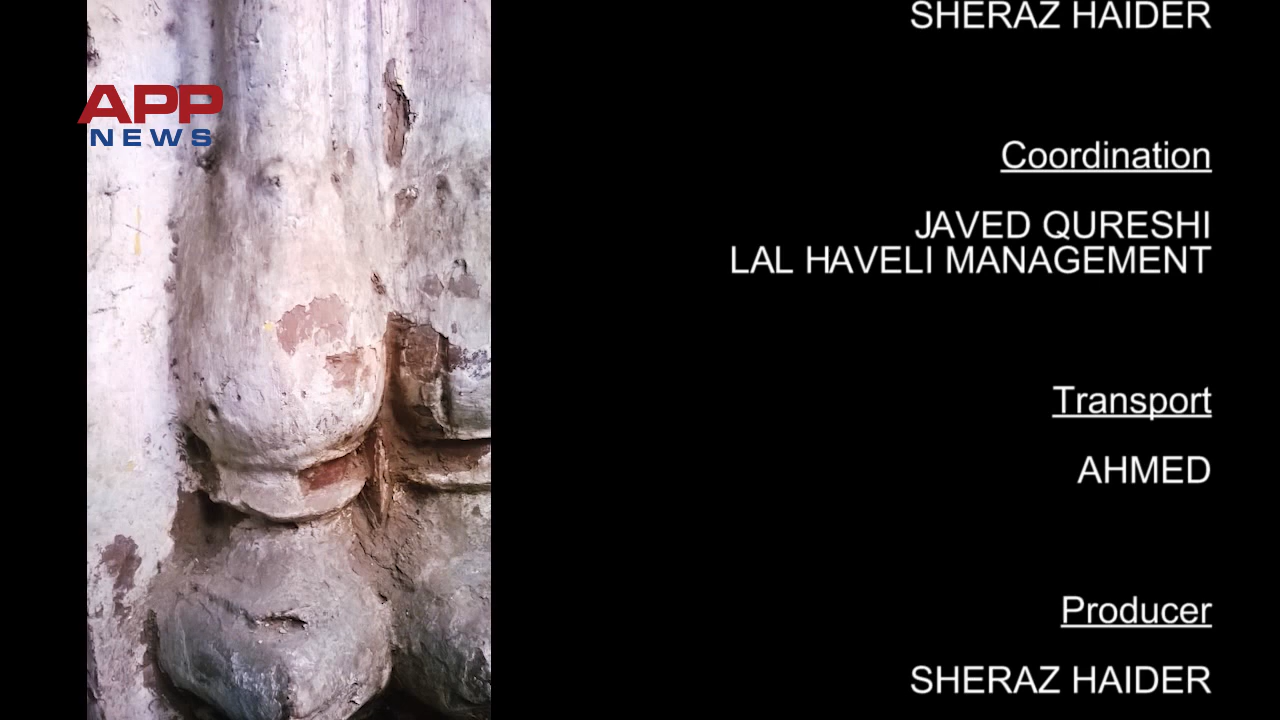 APP
NEWS
SHERAZ HAIDER
Coordination
JAVED QURESHI
LAL HAVELI MANAGEMENT
Transport
AHMED
Producer
SHERAZ HAIDER